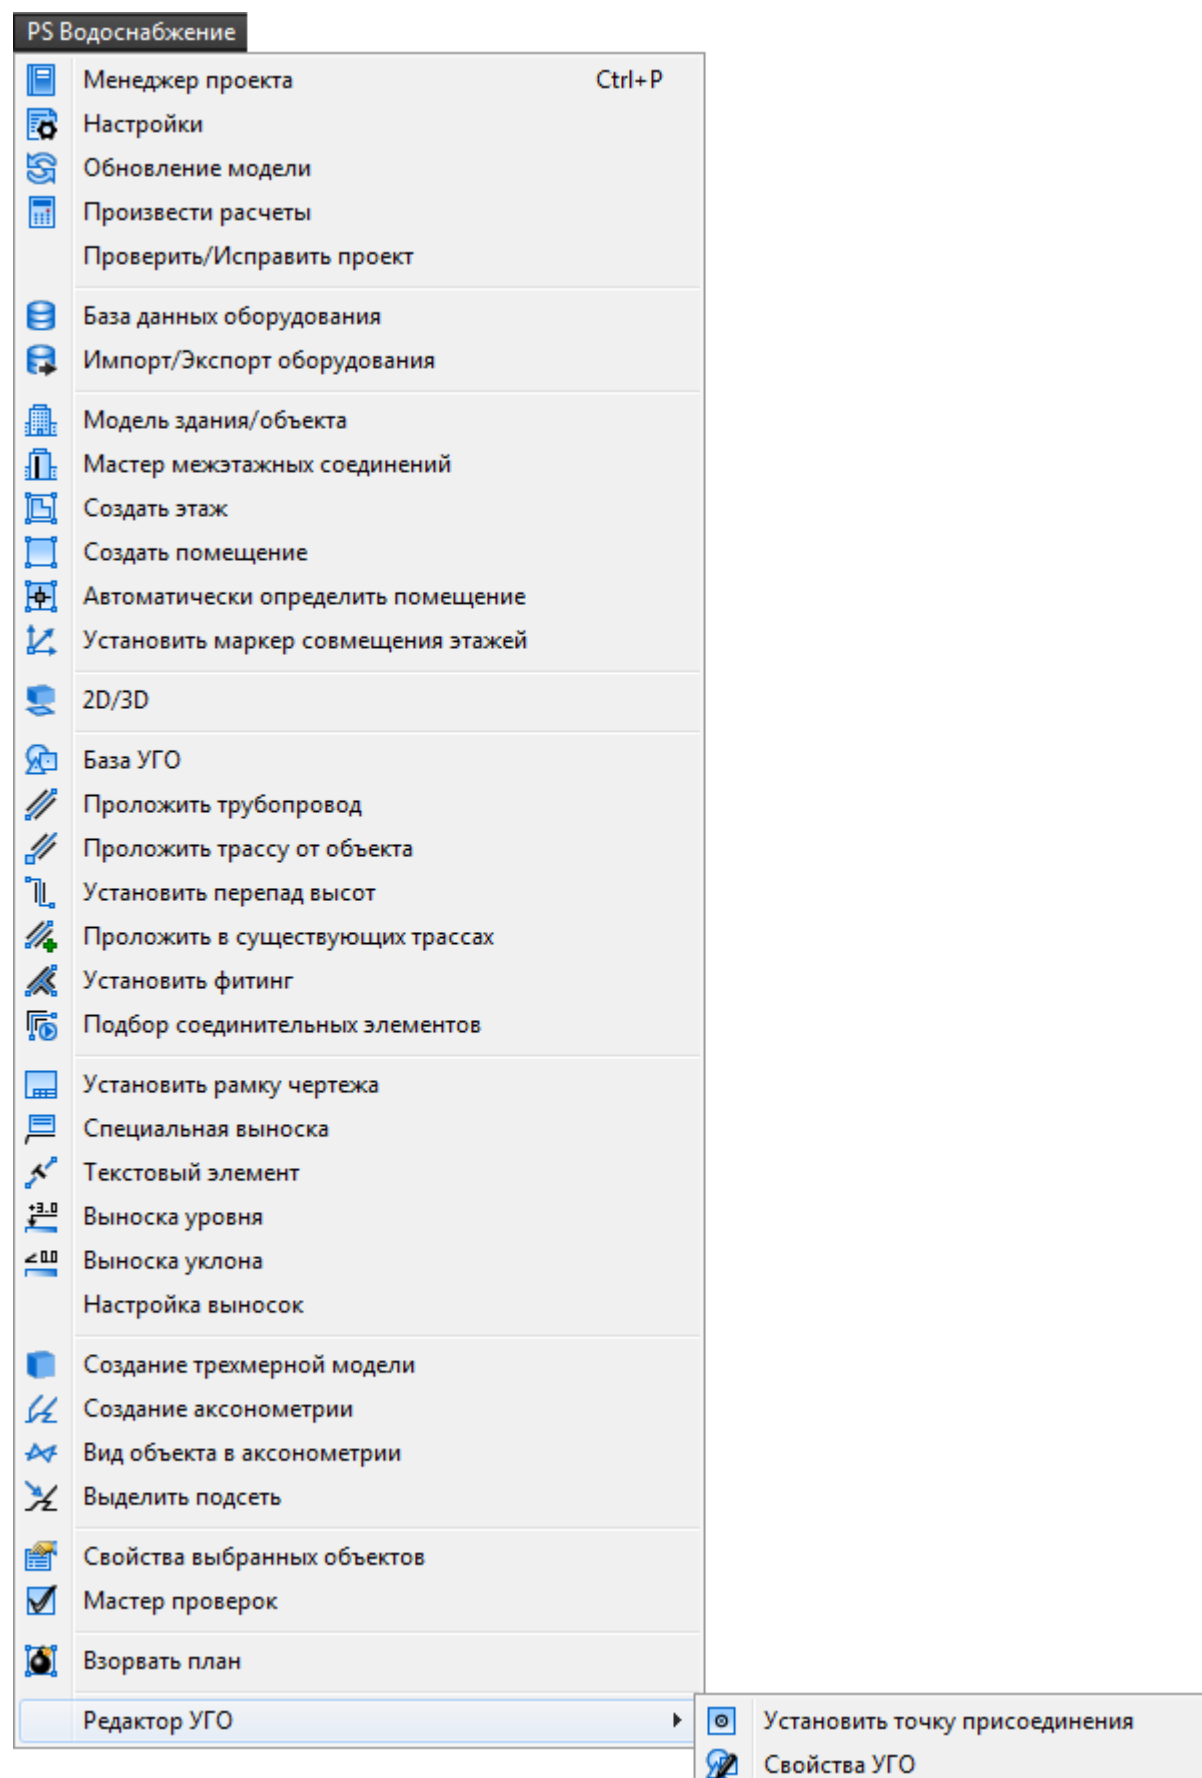 PS Водоснабжение
Менеджер проекта Ctrl+P
Настройки
Обновление модели
Произвести расчеты
Проверить/Исправить проект
База данных оборудования
Импорт/Экспорт оборудования
Модель здания/объекта
Мастер межэтажных соединений
Создать этаж
Создать помещение
Автоматически определить помещение
Установить маркер совмещения этажей
2D/3D
База УГО
Проложить трубопровод
Проложить трассу от объекта
Установить перепад высот
Проложить в существующих трассах
Установить фитинг
Подбор соединительных элементов
Установить рамку чертежа
Специальная выноска
Текстовый элемент
+3.0 Выноска уровня
<0.0 Выноска уклона
Настройка выносок
Создание трехмерной модели
Создание аксонометрии
Вид объекта в аксонометрии
Выделить подсеть
Свойства выбранных объектов
Мастер проверок
Взорвать план
Редактор УГО
Установить точку присоединения
Свойства УГО